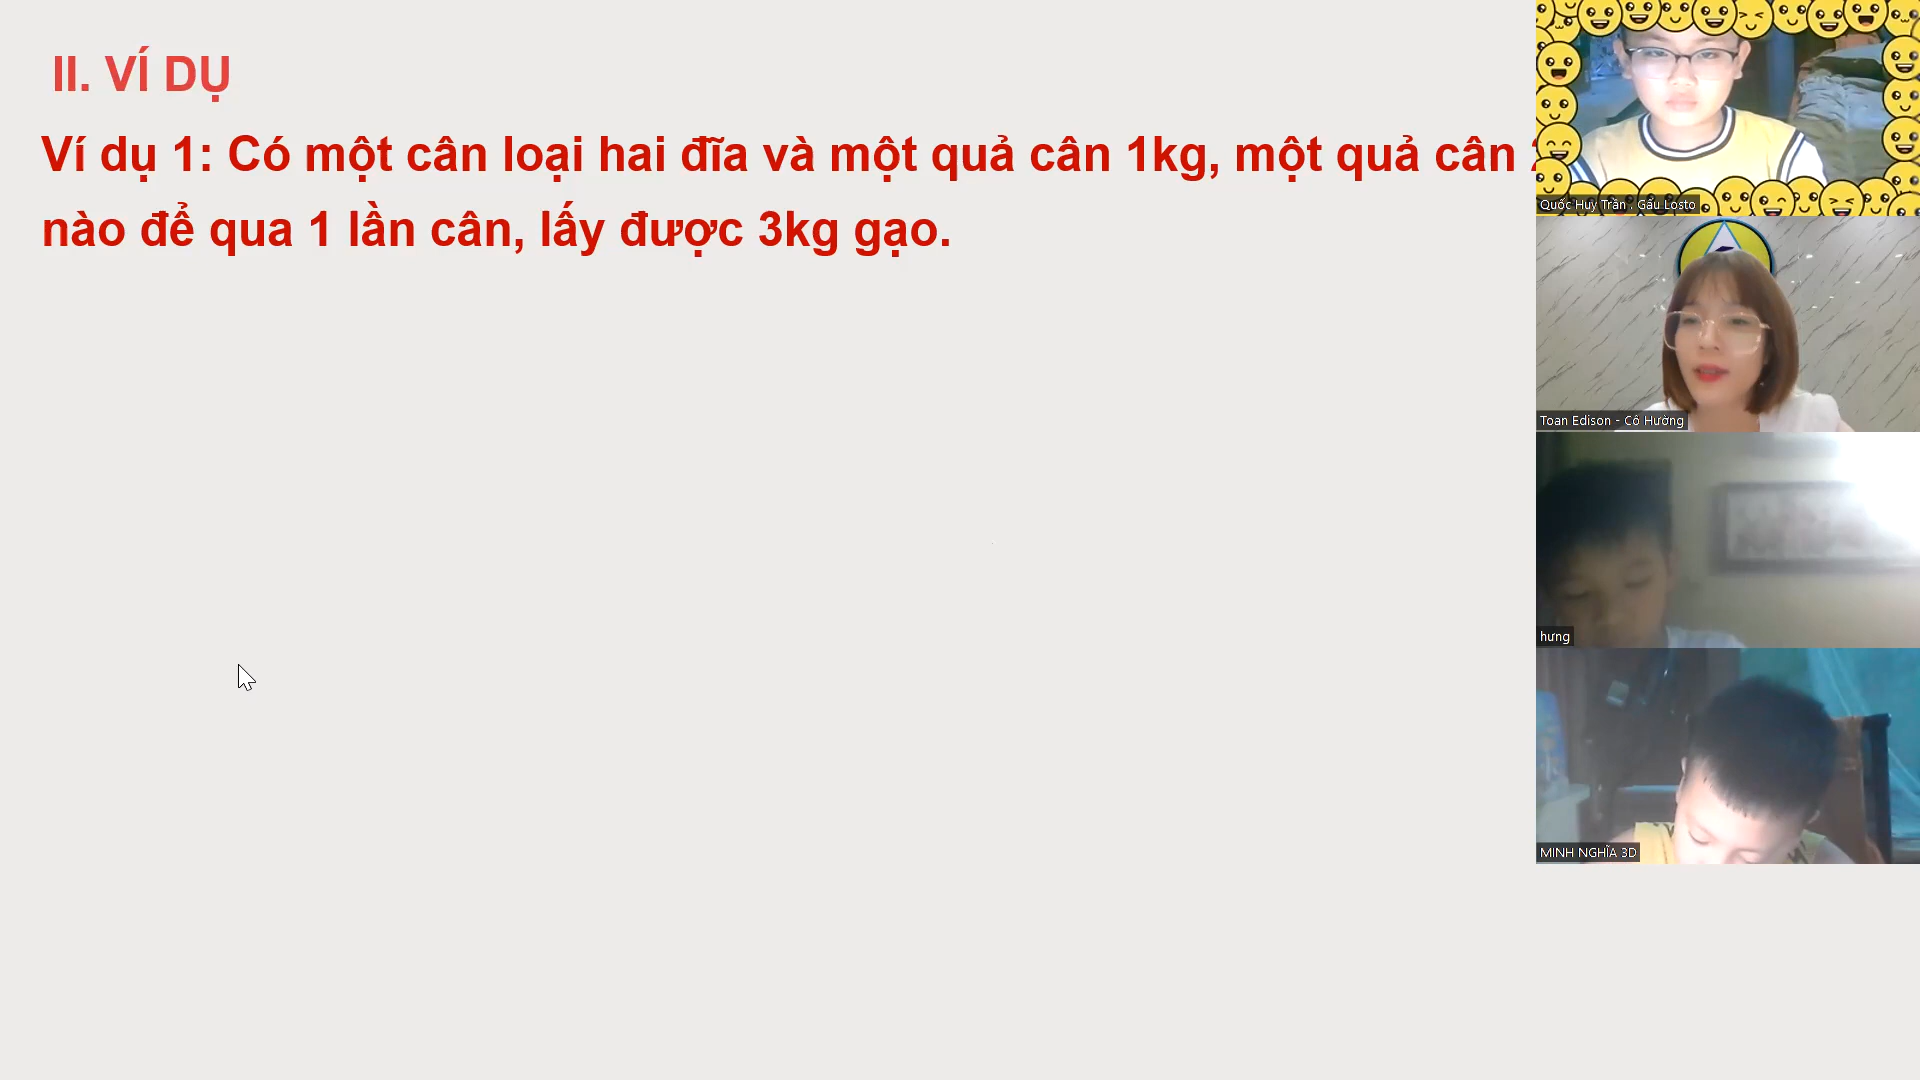 II. VÍ DỤ
Ví dụ 1: Có một cân loại hai đĩa và một quả cân 1kg, một quả cân
nào để qua 1 lần cân, lấy được 3kg gạo.
Quốc Huy Trần . Gấu Losto
Toan Edison - Cô Hường
hưng
MINH NGHĨA 3D